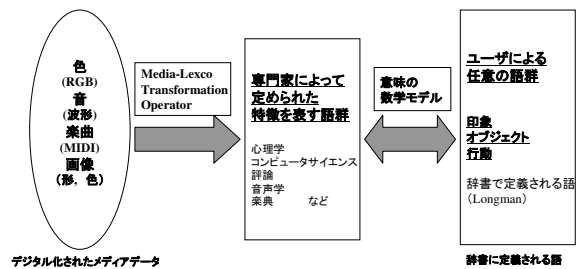 色
(RGB)
音
(波形)
楽曲
(MIDI)
画像
(形，色)
デジタル化されたメディアデータ
Media-Lexco
Transformation
Operator
専門家によって
定められた
特徴を表す語群
心理学
コンピュータサイエンス
評論
音声学
楽典　　など
意味の
数学モデル
ユーザによる
任意の語群
印象
オブジェクト
行動
辞書で定義される語
(Longman)
辞書に定義される語